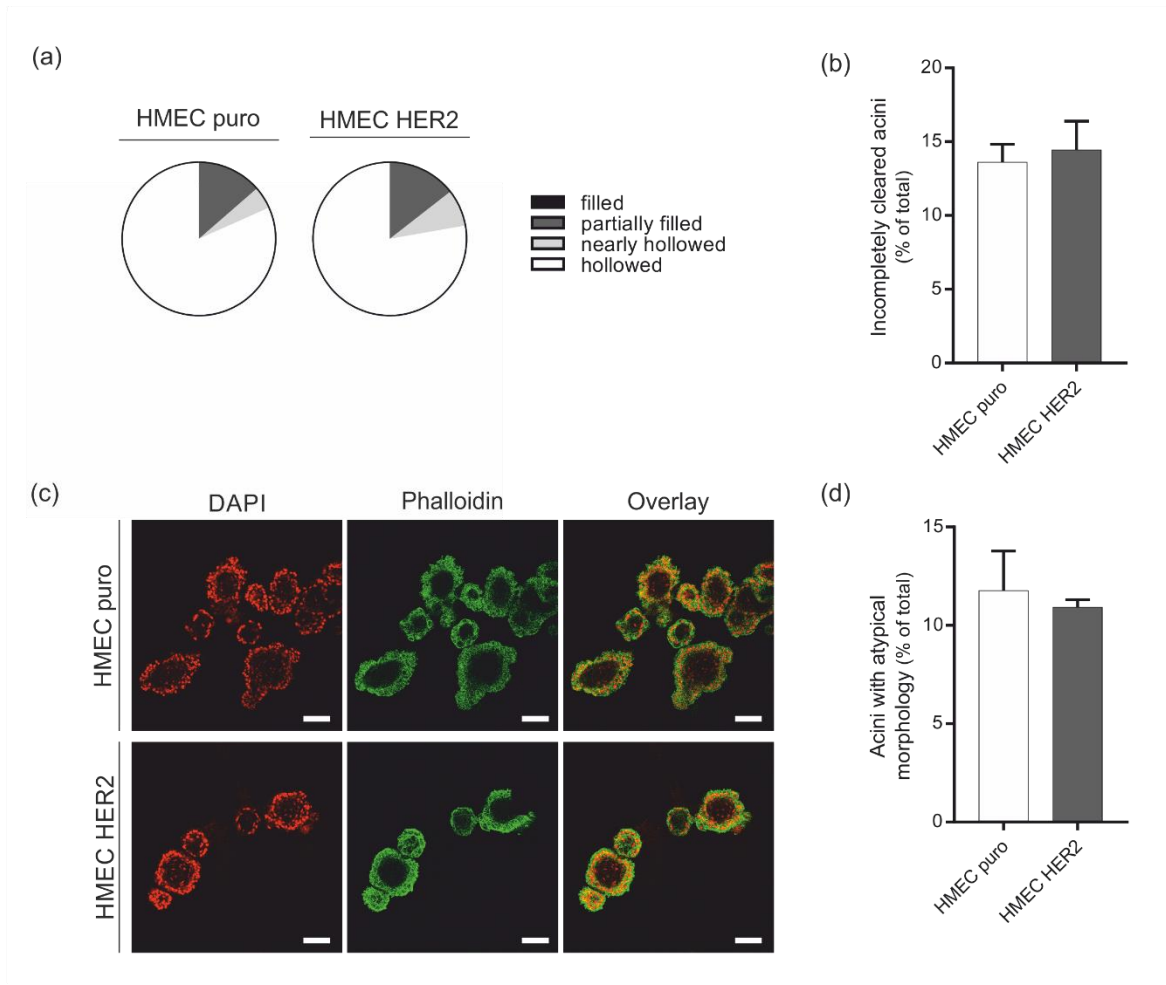 (a)
HMEC puro
HMEC HER2
filled
partially filled
nearly hollowed
hollowed
(b)
Incompletely cleared acini
(% of total)
20
15
10
5
0
HMEC puro
HMEC HER2
(c)
DAPI
Phalloidin
Overlay
HMEC puro
HMEC HER2
(d)
Acini with atypical
morphology (% of total)
15
10
5
0
HMEC puro
HMEC HER2